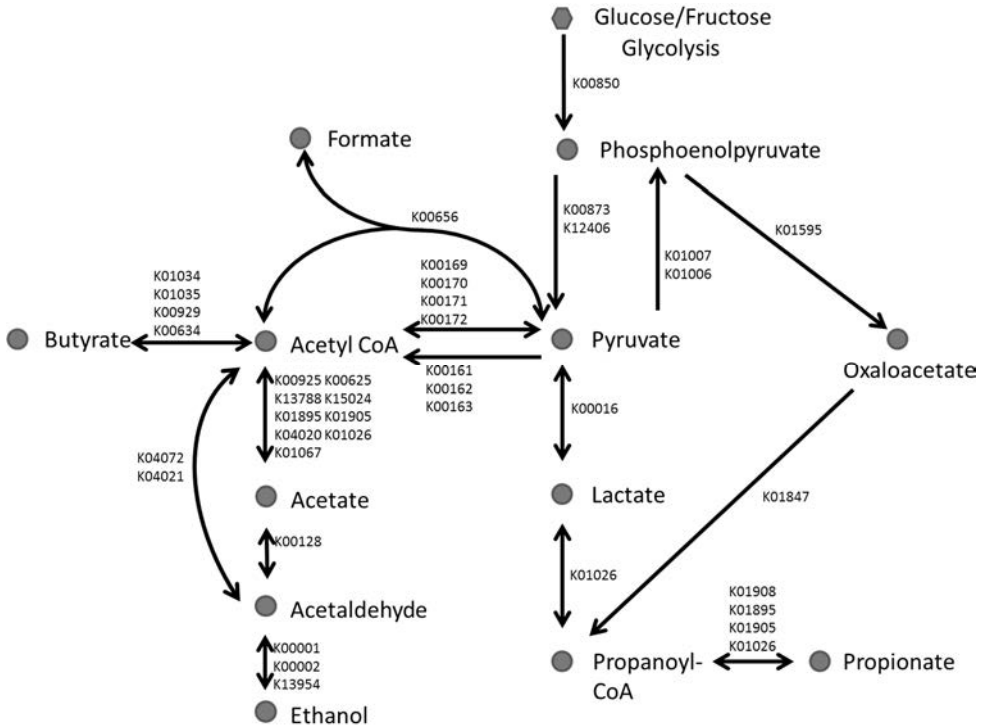 Glucose/Fructose
Glycolysis
K00850
Formate
Phosphoenolpyruvate
K00656
K00873
K12406
K01595
K01007
K01006
K01034
K01035
K00929
K00634
K00169
K00170
K00171
K00172
Butyrate
Acetyl CoA
Pyruvate
Oxaloacetate
K00161
K00162
K00163
K00925 K00625
K13788 K15024
K01895 K01905
K04020 K01026
K01067
K00016
K04072
K04021
Acetate
Lactate
K01847
K00128
K01026
Acetaldehyde
K01908
K01895
K01905
K01026
K00001
K00002
K13954
Propanoyl-
CoA
Propionate
Ethanol